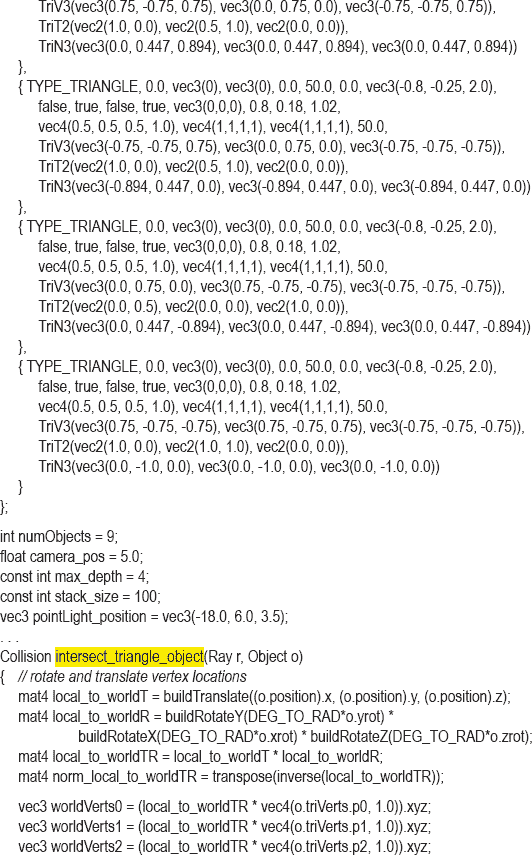 TriV3(vec3(0.75, -0.75, 0.75), vec3(0.0, 0.75, 0.0), vec3(-0.75, -0.75, 0.75)),
TriT2(vec2(1.0, 0.0), vec2(0.5, 1.0), vec2(0.0, 0.0)),
TriN3(vec3(0.0, 0.447, 0.894), vec3(0.0, 0.447, 0.894), vec3(0.0, 0.447, 0.894))
},
{ TYPE_TRIANGLE, 0.0, vec3(0), vec3(0), 0.0, 50.0, 0.0, vec3(-0.8, -0.25, 2.0),
false, true, false, true, vec3(0,0,0), 0.8, 0.18, 1.02,
vec4(0.5, 0.5, 0.5, 1.0), vec4(1,1,1,1), vec4(1,1,1,1), 50.0,
TriV3(vec3(-0.75, -0.75, 0.75), vec3(0.0, 0.75, 0.0), vec3(-0.75, -0.75, -0.75)),
TriT2(vec2(1.0, 0.0), vec2(0.5, 1.0), vec2(0.0, 0.0)),
TriN3(vec3(-0.894, 0.447, 0.0), vec3(-0.894, 0.447, 0.0), vec3(-0.894, 0.447, 0.0))
},
{ TYPE_TRIANGLE, 0.0, vec3(0), vec3(0), 0.0, 50.0, 0.0, vec3(-0.8, -0.25, 2.0),
false, true, false, true, vec3(0,0,0), 0.8, 0.18, 1.02,
vec4(0.5, 0.5, 0.5, 1.0), vec4(1,1,1,1), vec4(1,1,1,1), 50.0,
TriV3(vec3(0.0, 0.75, 0.0), vec3(0.75, -0.75, -0.75), vec3(-0.75, -0.75, -0.75)),
TriT2(vec2(0.0, 0.5), vec2(0.0, 0.0), vec2(1.0, 0.0)),
TriN3(vec3(0.0, 0.447, -0.894), vec3(0.0, 0.447, -0.894), vec3(0.0, 0.447, -0.894))
},
{ TYPE_TRIANGLE, 0.0, vec3(0), vec3(0), 0.0, 50.0, 0.0, vec3(-0.8, -0.25, 2.0),
false, true, false, true, vec3(0,0,0), 0.8, 0.18, 1.02,
vec4(0.5, 0.5, 0.5, 1.0), vec4(1,1,1,1), vec4(1,1,1,1), 50.0,
TriV3(vec3(0.75, -0.75, -0.75), vec3(0.75, -0.75, 0.75), vec3(-0.75, -0.75, -0.75)),
TriT2(vec2(1.0, 0.0), vec2(1.0, 1.0), vec2(0.0, 0.0)),
TriN3(vec3(0.0, -1.0, 0.0), vec3(0.0, -1.0, 0.0), vec3(0.0, -1.0, 0.0))
}
};
int numObjects = 9;
float camera_pos = 5.0;
const int max_depth = 4;
const int stack_size = 100;
vec3 pointLight_position = vec3(-18.0, 6.0, 3.5);
. . .
Collision intersect_triangle_object(Ray r, Object o)
{ // rotate and translate vertex locations
mat4 local_to_worldT = buildTranslate((o.position).x, (o.position).y, (o.position).z);
mat4 local_to_worldR = buildRotateY(DEG_TO_RAD*o.yrot) *
buildRotateX(DEG_TO_RAD*o.xrot) * buildRotateZ(DEG_TO_RAD*o.zrot);
mat4 local_to_worldTR = local_to_worldT * local_to_worldR;
mat4 norm_local_to_worldTR = transpose(inverse(local_to_worldTR));
vec3 worldVerts0 = (local_to_worldTR * vec4(o.triVerts.p0, 1.0)).xyz;
vec3 worldVerts1 = (local_to_worldTR * vec4(o.triVerts.p1, 1.0)).xyz;
vec3 worldVerts2 = (local_to_worldTR * vec4(o.triVerts.p2, 1.0)).xyz;